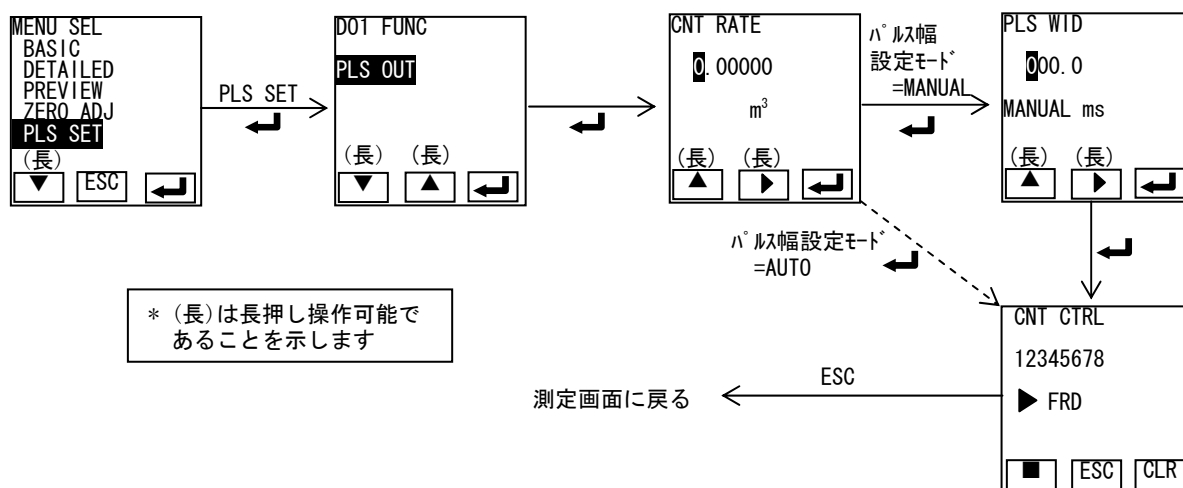 MENU SEL
BASIC
DETAILED
PREVIEW
ZERO ADJ
PLS SET
(長)
▼ ESC ↵
PLS SET
↵
DO1 FUNC
PLS OUT
(長) (長)
▼ ▲ ↵
↵
CNT RATE
0.00000
m³
(長) (長)
▲ ▶ ↵
ﾊﾟﾙｽ幅
設定ﾓｰﾄﾞ
=MANUAL
↵
PLS WID
000.0
MANUAL ms
(長) (長)
▲ ▶ ↵
ﾊﾟﾙｽ幅設定ﾓｰﾄﾞ
=AUTO
↵
↵
* (長)は長押し操作可能で
あることを示します
CNT CTRL
12345678
▶ FRD
■ ESC CLR
ESC
測定画面に戻る